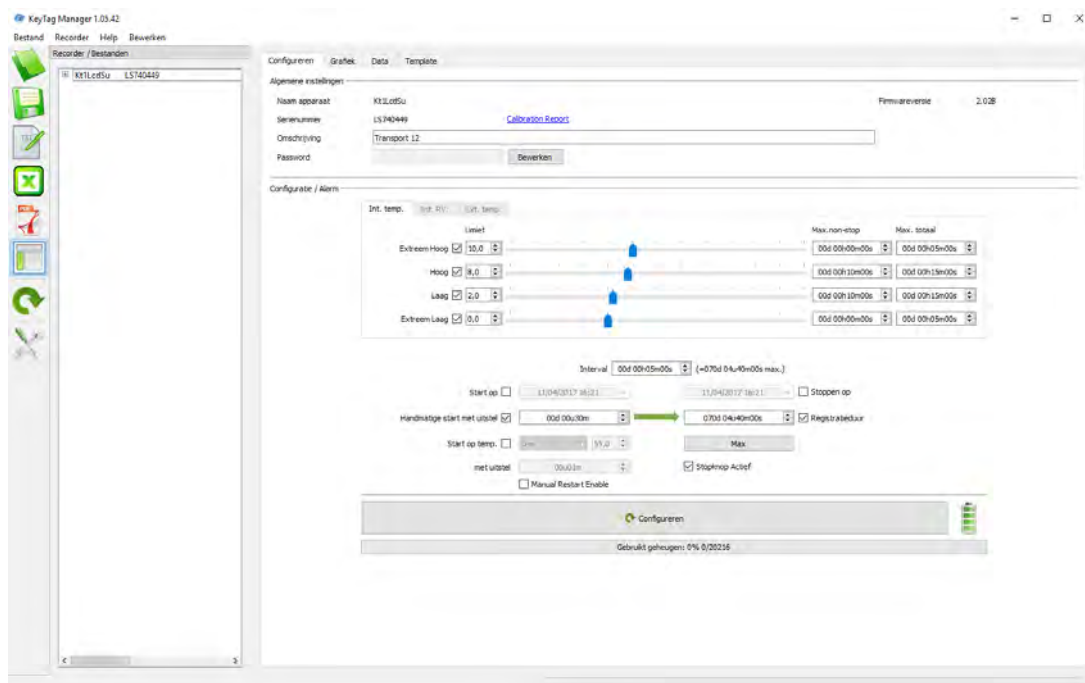 KeyTag Manager 1.03.42
Bestand Recorder Help Bewerken
Recorder / Bestanden
Kt1LcdSu LS740449
Configureren Grafiek Data Template
Algemene instellingen
Naam apparaat Kt1LcdSu Firmwareversie 2.02B
Serienummer LS740449 Calibration Report
Omschrijving Transport 12
Password Bewerken
Configuratie / Alarm
Int. temp. Int. RV. Ext. temp.
Limiet Max.non-stop Max. totaal
Extreem Hoog 10,0 00d 00h00m00s 00d 00h05m00s
Hoog 8,0 00d 00h10m00s 00d 00h15m00s
Laag 2,0 00d 00h10m00s 00d 00h15m00s
Extreem Laag 0,0 00d 00h00m00s 00d 00h05m00s
Interval 00d 00h05m00s (=070d 04u40m00s max.)
Start op 11/04/2017 16:21 11/04/2017 16:21 Stoppen op
Handmatige start met uitstel 00d 00u30m 070d 04u40m00s Registratieduur
Start op temp. 55,0 Max
met uitstel 00u01m Stopknop Actief
Manual Restart Enable
Configureren
Gebruikt geheugen: 0% 0/20216